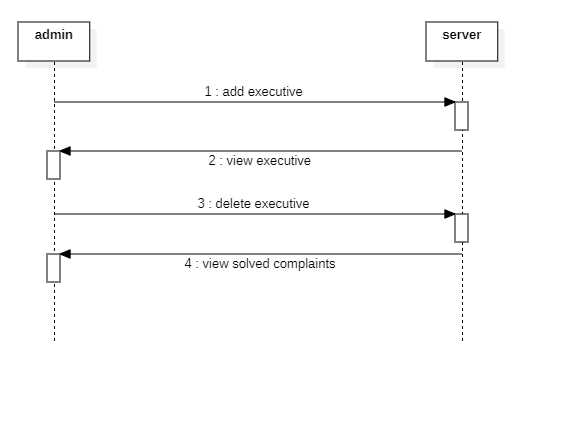 admin
server
1 : add executive
2 : view executive
3 : delete executive
4 : view solved complaints